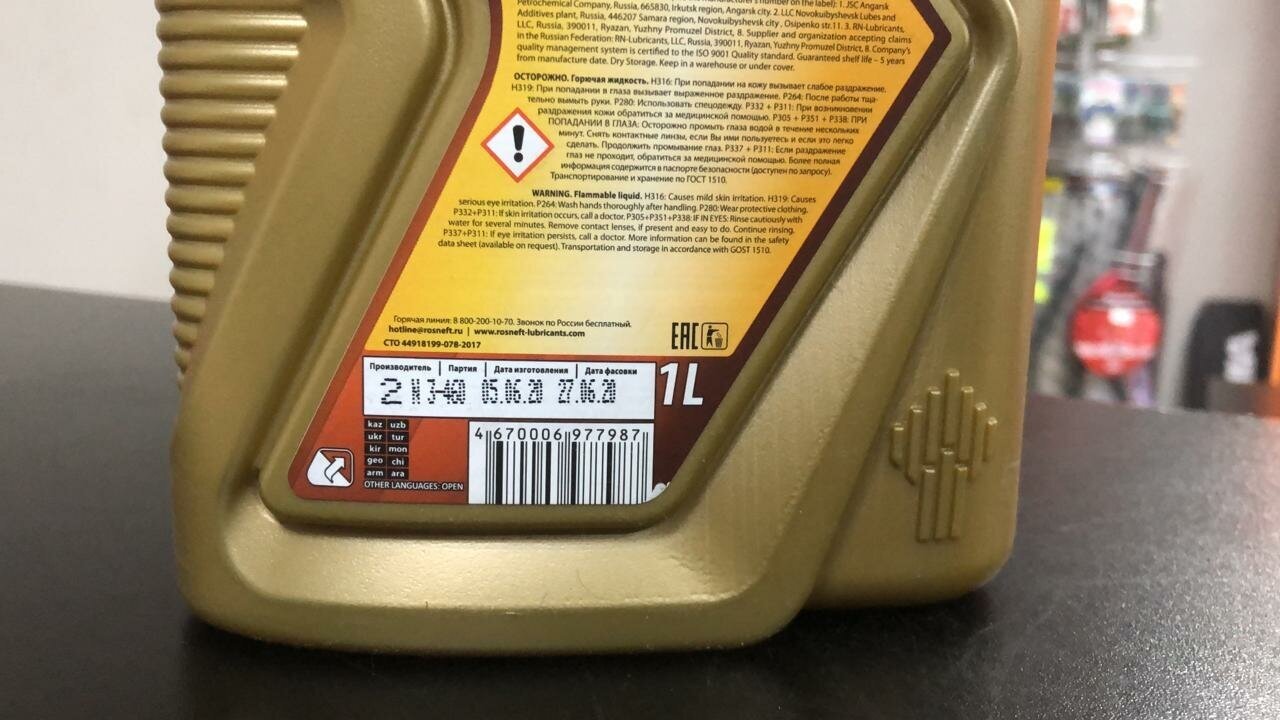 manufacturer's number on the label): 1. JSC Angarsk
Petrochemical Company, Russia, 665830, Irkutsk region, Angarsk city. 2. LLC Novokuibyshevsk Lubes and
Additives plant, Russia, 446207 Samara region, Novokuibyshevsk city , Osipenko str.11. 3. RN-Lubricants,
LLC, Russia, 390011, Ryazan, Yuzhny Promuzel District, 8. Supplier and organization accepting claims
in the Russian Federation: RN-Lubricants, LLC, Russia, 390011, Ryazan, Yuzhny Promuzel District, 8. Company's
quality management system is certified to the ISO 9001 Quality standard. Guaranteed shelf life – 5 years
from manufacture date. Dry Storage. Keep in a warehouse or under cover.
ОСТОРОЖНО. Горючая жидкость. H316: При попадании на кожу вызывает слабое раздражение.
H319: При попадании в глаза вызывает выраженное раздражение. P264: После работы тща-
тельно вымыть руки. P280: Использовать спецодежду. P332 + P311: При возникновении
раздражения кожи обратиться за медицинской помощью. P305 + P351 + P338: ПРИ
ПОПАДАНИИ В ГЛАЗА: Осторожно промыть глаза водой в течение нескольких
минут. Снять контактные линзы, если Вы ими пользуетесь и если это легко
сделать. Продолжить промывание глаз. P337 + P311: Если раздражение
глаз не проходит, обратиться за медицинской помощью. Более полная
информация содержится в паспорте безопасности (доступен по запросу).
Транспортирование и хранение по ГОСТ 1510.
WARNING. Flammable liquid. H316: Causes mild skin irritation. H319: Causes
serious eye irritation. P264: Wash hands thoroughly after handling. P280: Wear protective clothing.
P332+P311: If skin irritation occurs, call a doctor. P305+P351+P338: IF IN EYES: Rinse cautiously with
water for several minutes. Remove contact lenses, if present and easy to do. Continue rinsing.
P337+P311: If eye irritation persists, call a doctor. More information can be found in the safety
data sheet (available on request). Transportation and storage in accordance with GOST 1510.
Горячая линия: 8 800-200-10-70. Звонок по России бесплатный.
hotline@rosneft.ru | www.rosneft-lubricants.com
СТО 44918199-078-2017
EAC
Производитель | Партия | Дата изготовления | Дата фасовки
2 N 3-460 05.06.20 27.06.20
1L
kaz uzb
ukr tur
kir mon
geo chi
arm ara
OTHER LANGUAGES: OPEN
4 670006 977987